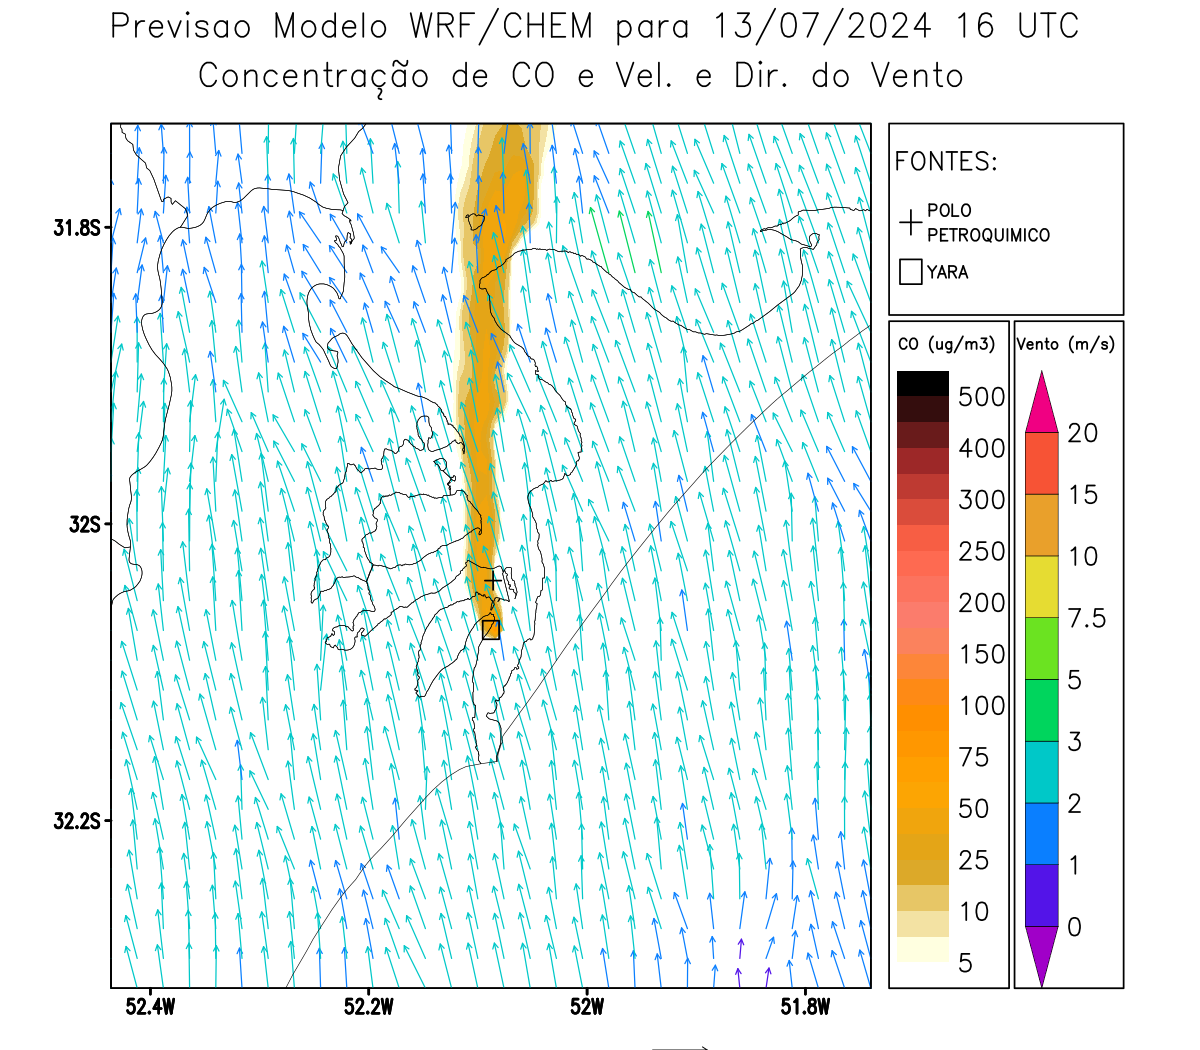 Previsao Modelo WRF/CHEM para 13/07/2024 16 UTC
Concentração de CO e Vel. e Dir. do Vento
FONTES:
POLO
PETROQUIMICO
YARA
31.8S
32S
32.2S
52.4W
52.2W
52W
51.8W
CO (ug/m3)
500
400
300
250
200
150
100
75
50
25
10
5
Vento (m/s)
20
15
10
7.5
5
3
2
1
0